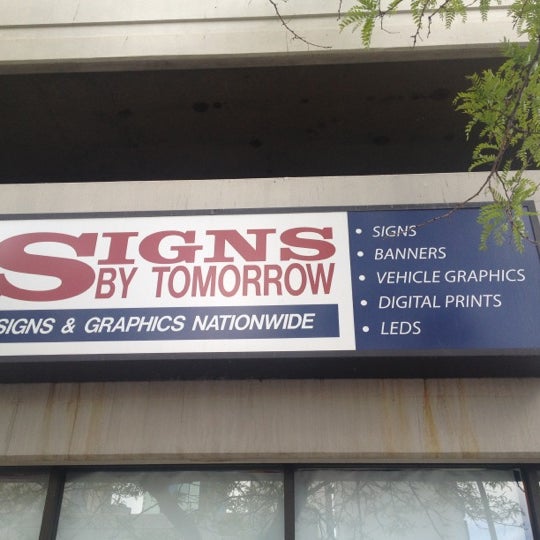 SIGNS
BY TOMORROW
SIGNS & GRAPHICS NATIONWIDE
• SIGNS
• BANNERS
• VEHICLE GRAPHICS
• DIGITAL PRINTS
• LEDS